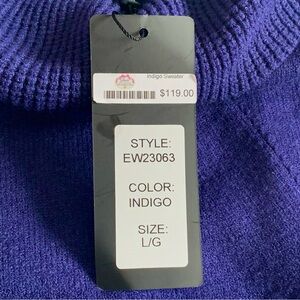 Indigo Sweater
$119.00
STYLE:
EW23063
COLOR:
INDIGO
SIZE:
L/G